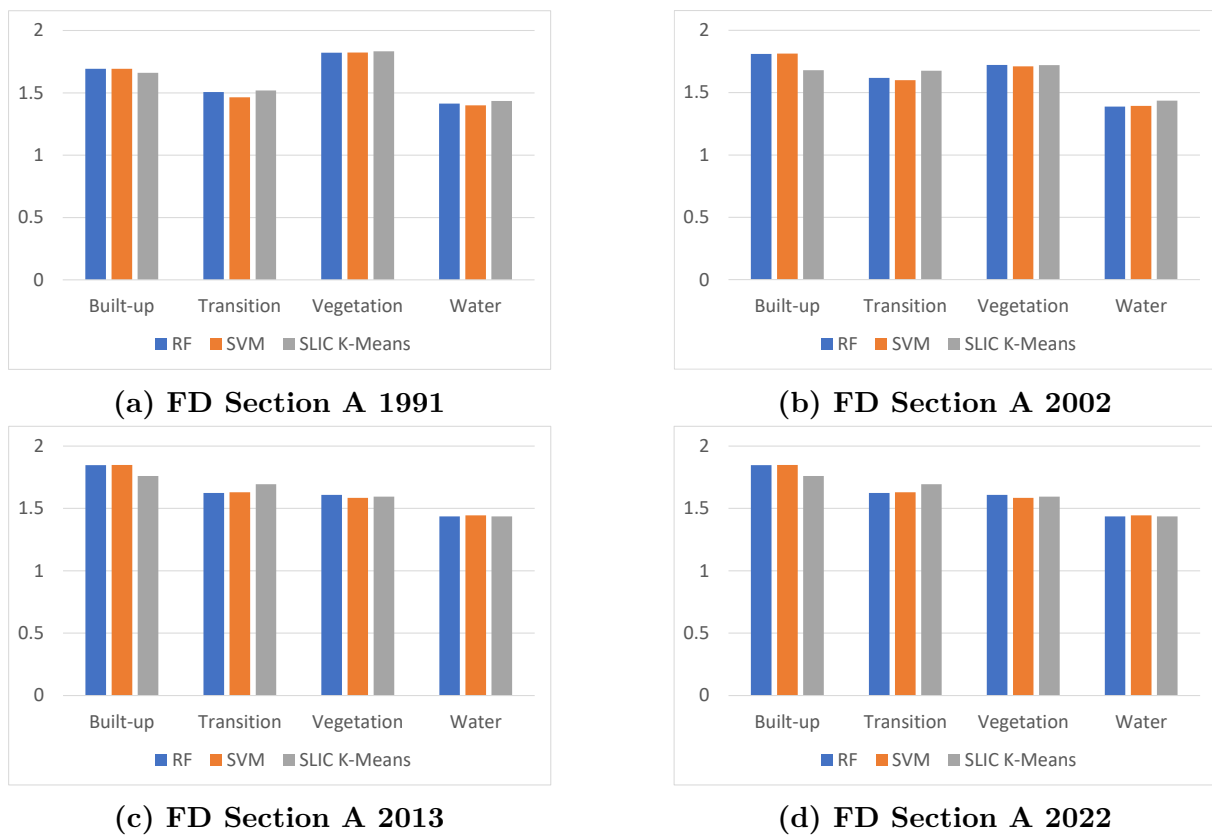 2
1.5
1
0.5
0
Built-up Transition Vegetation Water
RF SVM SLIC K-Means
(a) FD Section A 1991
2
1.5
1
0.5
0
Built-up Transition Vegetation Water
RF SVM SLIC K-Means
(b) FD Section A 2002
2
1.5
1
0.5
0
Built-up Transition Vegetation Water
RF SVM SLIC K-Means
(c) FD Section A 2013
2
1.5
1
0.5
0
Built-up Transition Vegetation Water
RF SVM SLIC K-Means
(d) FD Section A 2022